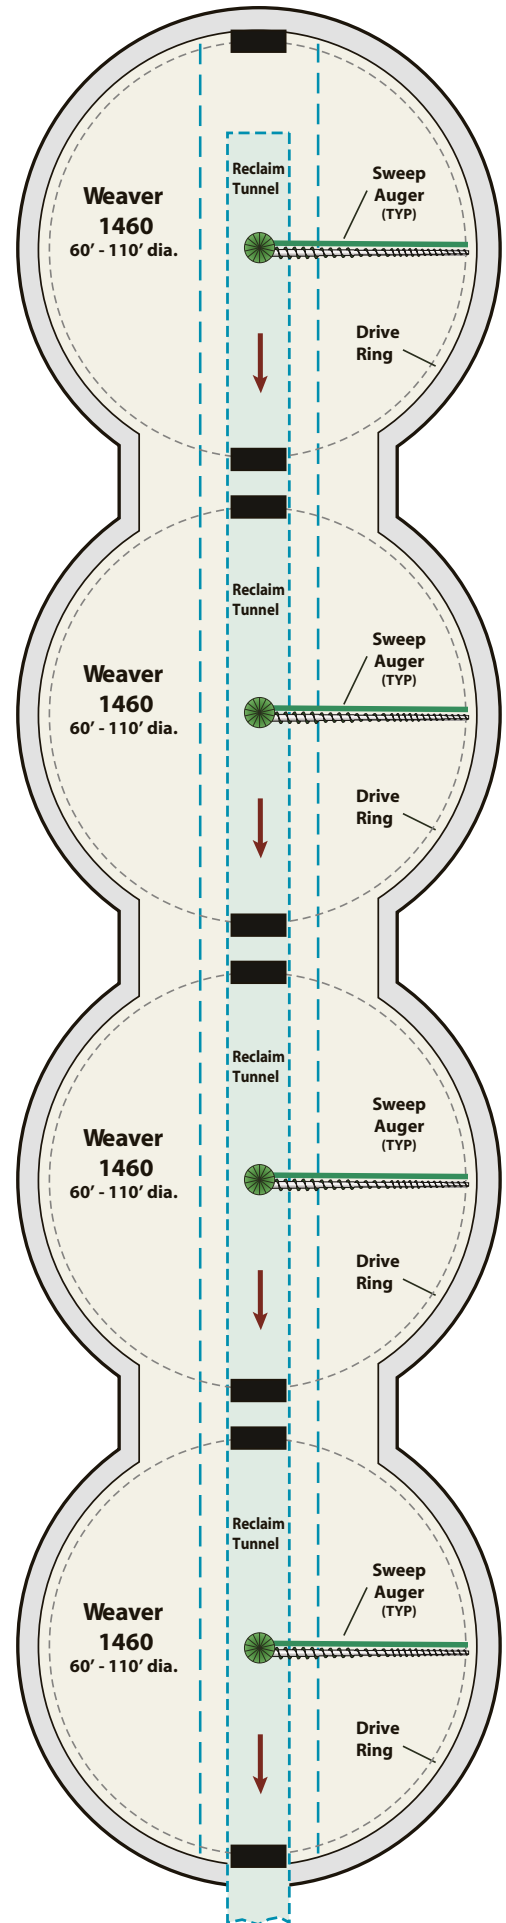 Reclaim
Tunnel
Sweep
Auger
(TYP)
Weaver
1460
60′ - 110′ dia.
Drive
Ring
Reclaim
Tunnel
Sweep
Auger
(TYP)
Weaver
1460
60′ - 110′ dia.
Drive
Ring
Reclaim
Tunnel
Sweep
Auger
(TYP)
Weaver
1460
60′ - 110′ dia.
Drive
Ring
Reclaim
Tunnel
Sweep
Auger
(TYP)
Weaver
1460
60′ - 110′ dia.
Drive
Ring